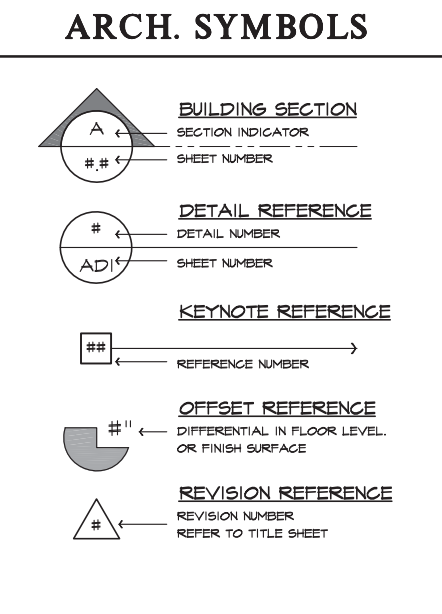 ARCH. SYMBOLS
BUILDING SECTION
A
SECTION INDICATOR
#.#
SHEET NUMBER
DETAIL REFERENCE
#
DETAIL NUMBER
AD1
SHEET NUMBER
KEYNOTE REFERENCE
##
REFERENCE NUMBER
OFFSET REFERENCE
#"
DIFFERENTIAL IN FLOOR LEVEL.
OR FINISH SURFACE
REVISION REFERENCE
REVISION NUMBER
#
REFER TO TITLE SHEET